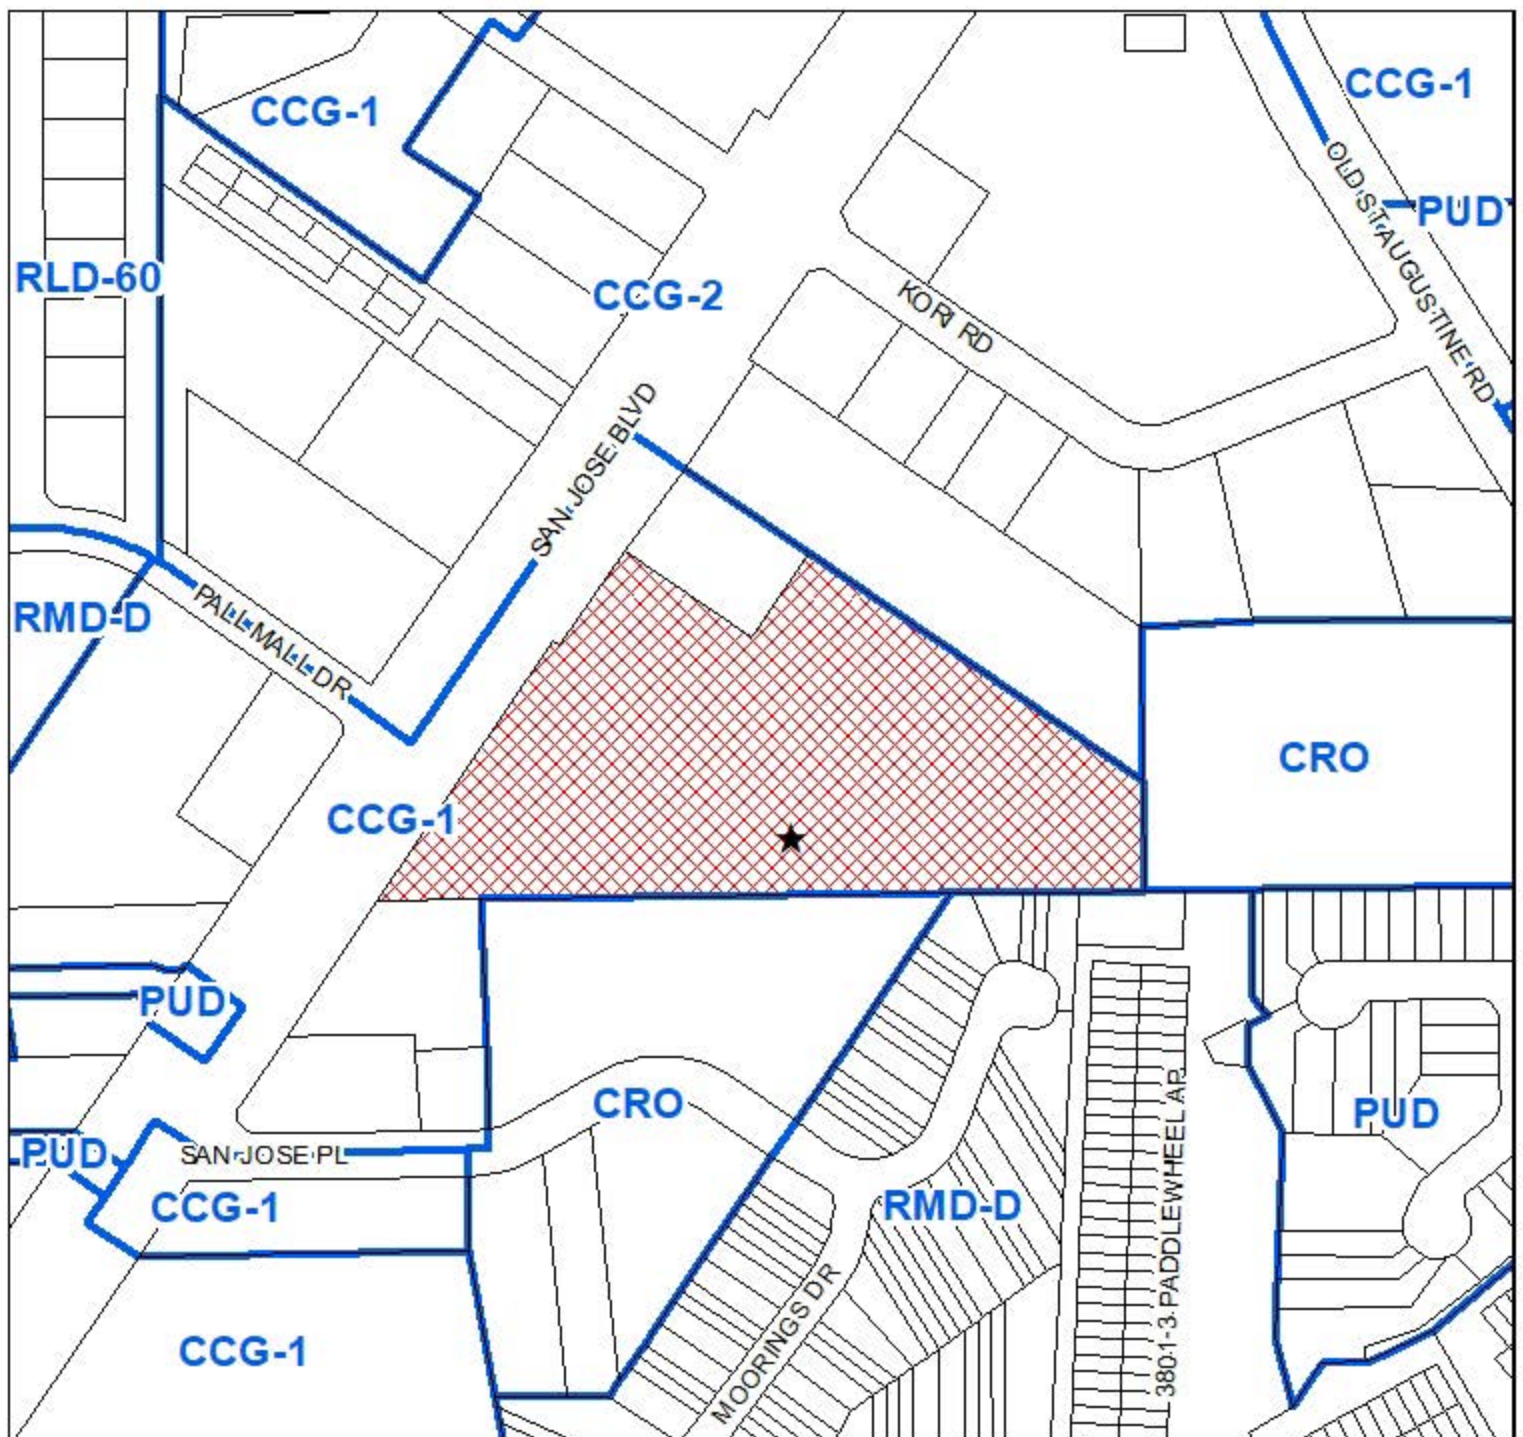 CCG-1
CCG-1
PUD
OLD ST AUGUSTINE RD
RLD-60
CCG-2
KORI RD
SAN JOSE BLVD
RMD-D
PALL MALL DR
CRO
CCG-1
PUD
CRO
PUD
PUD
SAN JOSE PL
CCG-1
RMD-D
3801-3 PADDLEWHEEL AP
MOORINGS DR
CCG-1